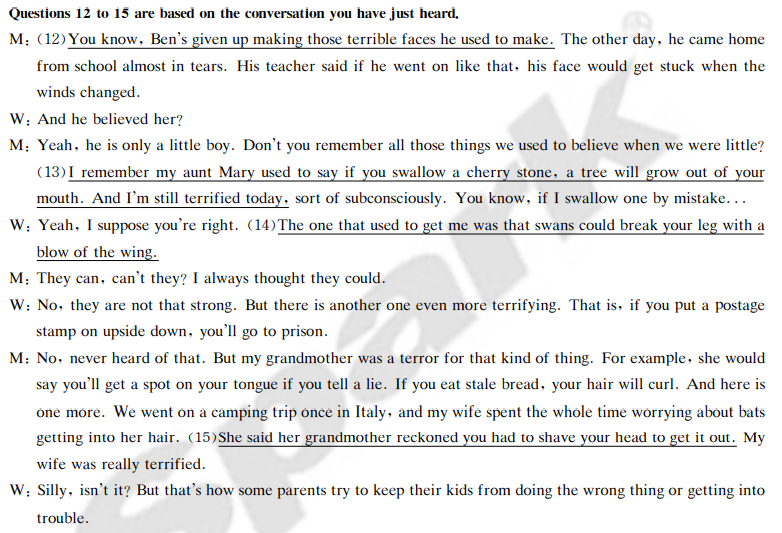 Questions 12 to 15 are based on the conversation you have just heard.
M: (12)You know, Ben's given up making those terrible faces he used to make. The other day, he came home
from school almost in tears. His teacher said if he went on like that, his face would get stuck when the
winds changed.
W: And he believed her?
M: Yeah, he is only a little boy. Don't you remember all those things we used to believe when we were little?
(13)I remember my aunt Mary used to say if you swallow a cherry stone, a tree will grow out of your
mouth. And I'm still terrified today, sort of subconsciously. You know, if I swallow one by mistake...
W: Yeah, I suppose you're right. (14)The one that used to get me was that swans could break your leg with a
blow of the wing.
M: They can, can't they? I always thought they could.
W: No, they are not that strong. But there is another one even more terrifying. That is, if you put a postage
stamp on upside down, you'll go to prison.
M: No, never heard of that. But my grandmother was a terror for that kind of thing. For example, she would
say you'll get a spot on your tongue if you tell a lie. If you eat stale bread, your hair will curl. And here is
one more. We went on a camping trip once in Italy, and my wife spent the whole time worrying about bats
getting into her hair. (15)She said her grandmother reckoned you had to shave your head to get it out. My
wife was really terrified.
W: Silly, isn't it? But that's how some parents try to keep their kids from doing the wrong thing or getting into
trouble.
spark®